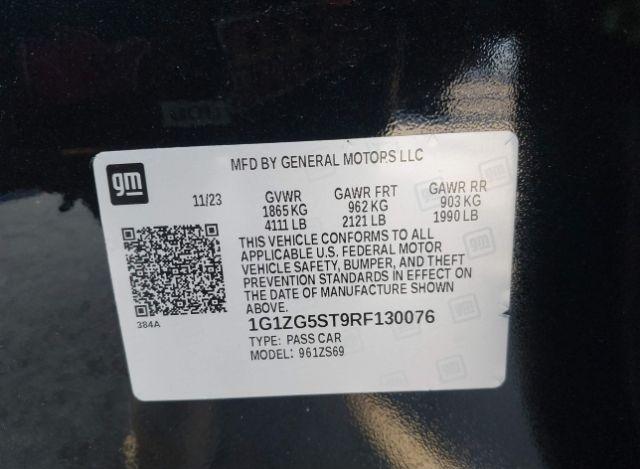 MFD BY GENERAL MOTORS LLC
gm
11/23
GVWR GAWR FRT GAWR RR
1865 KG 962 KG 903 KG
4111 LB 2121 LB 1990 LB
THIS VEHICLE CONFORMS TO ALL
APPLICABLE U.S. FEDERAL MOTOR
VEHICLE SAFETY, BUMPER, AND THEFT
PREVENTION STANDARDS IN EFFECT ON
THE DATE OF MANUFACTURE SHOWN
ABOVE.
384A
1G1ZG5ST9RF130076
TYPE: PASS CAR
MODEL: 961ZS69